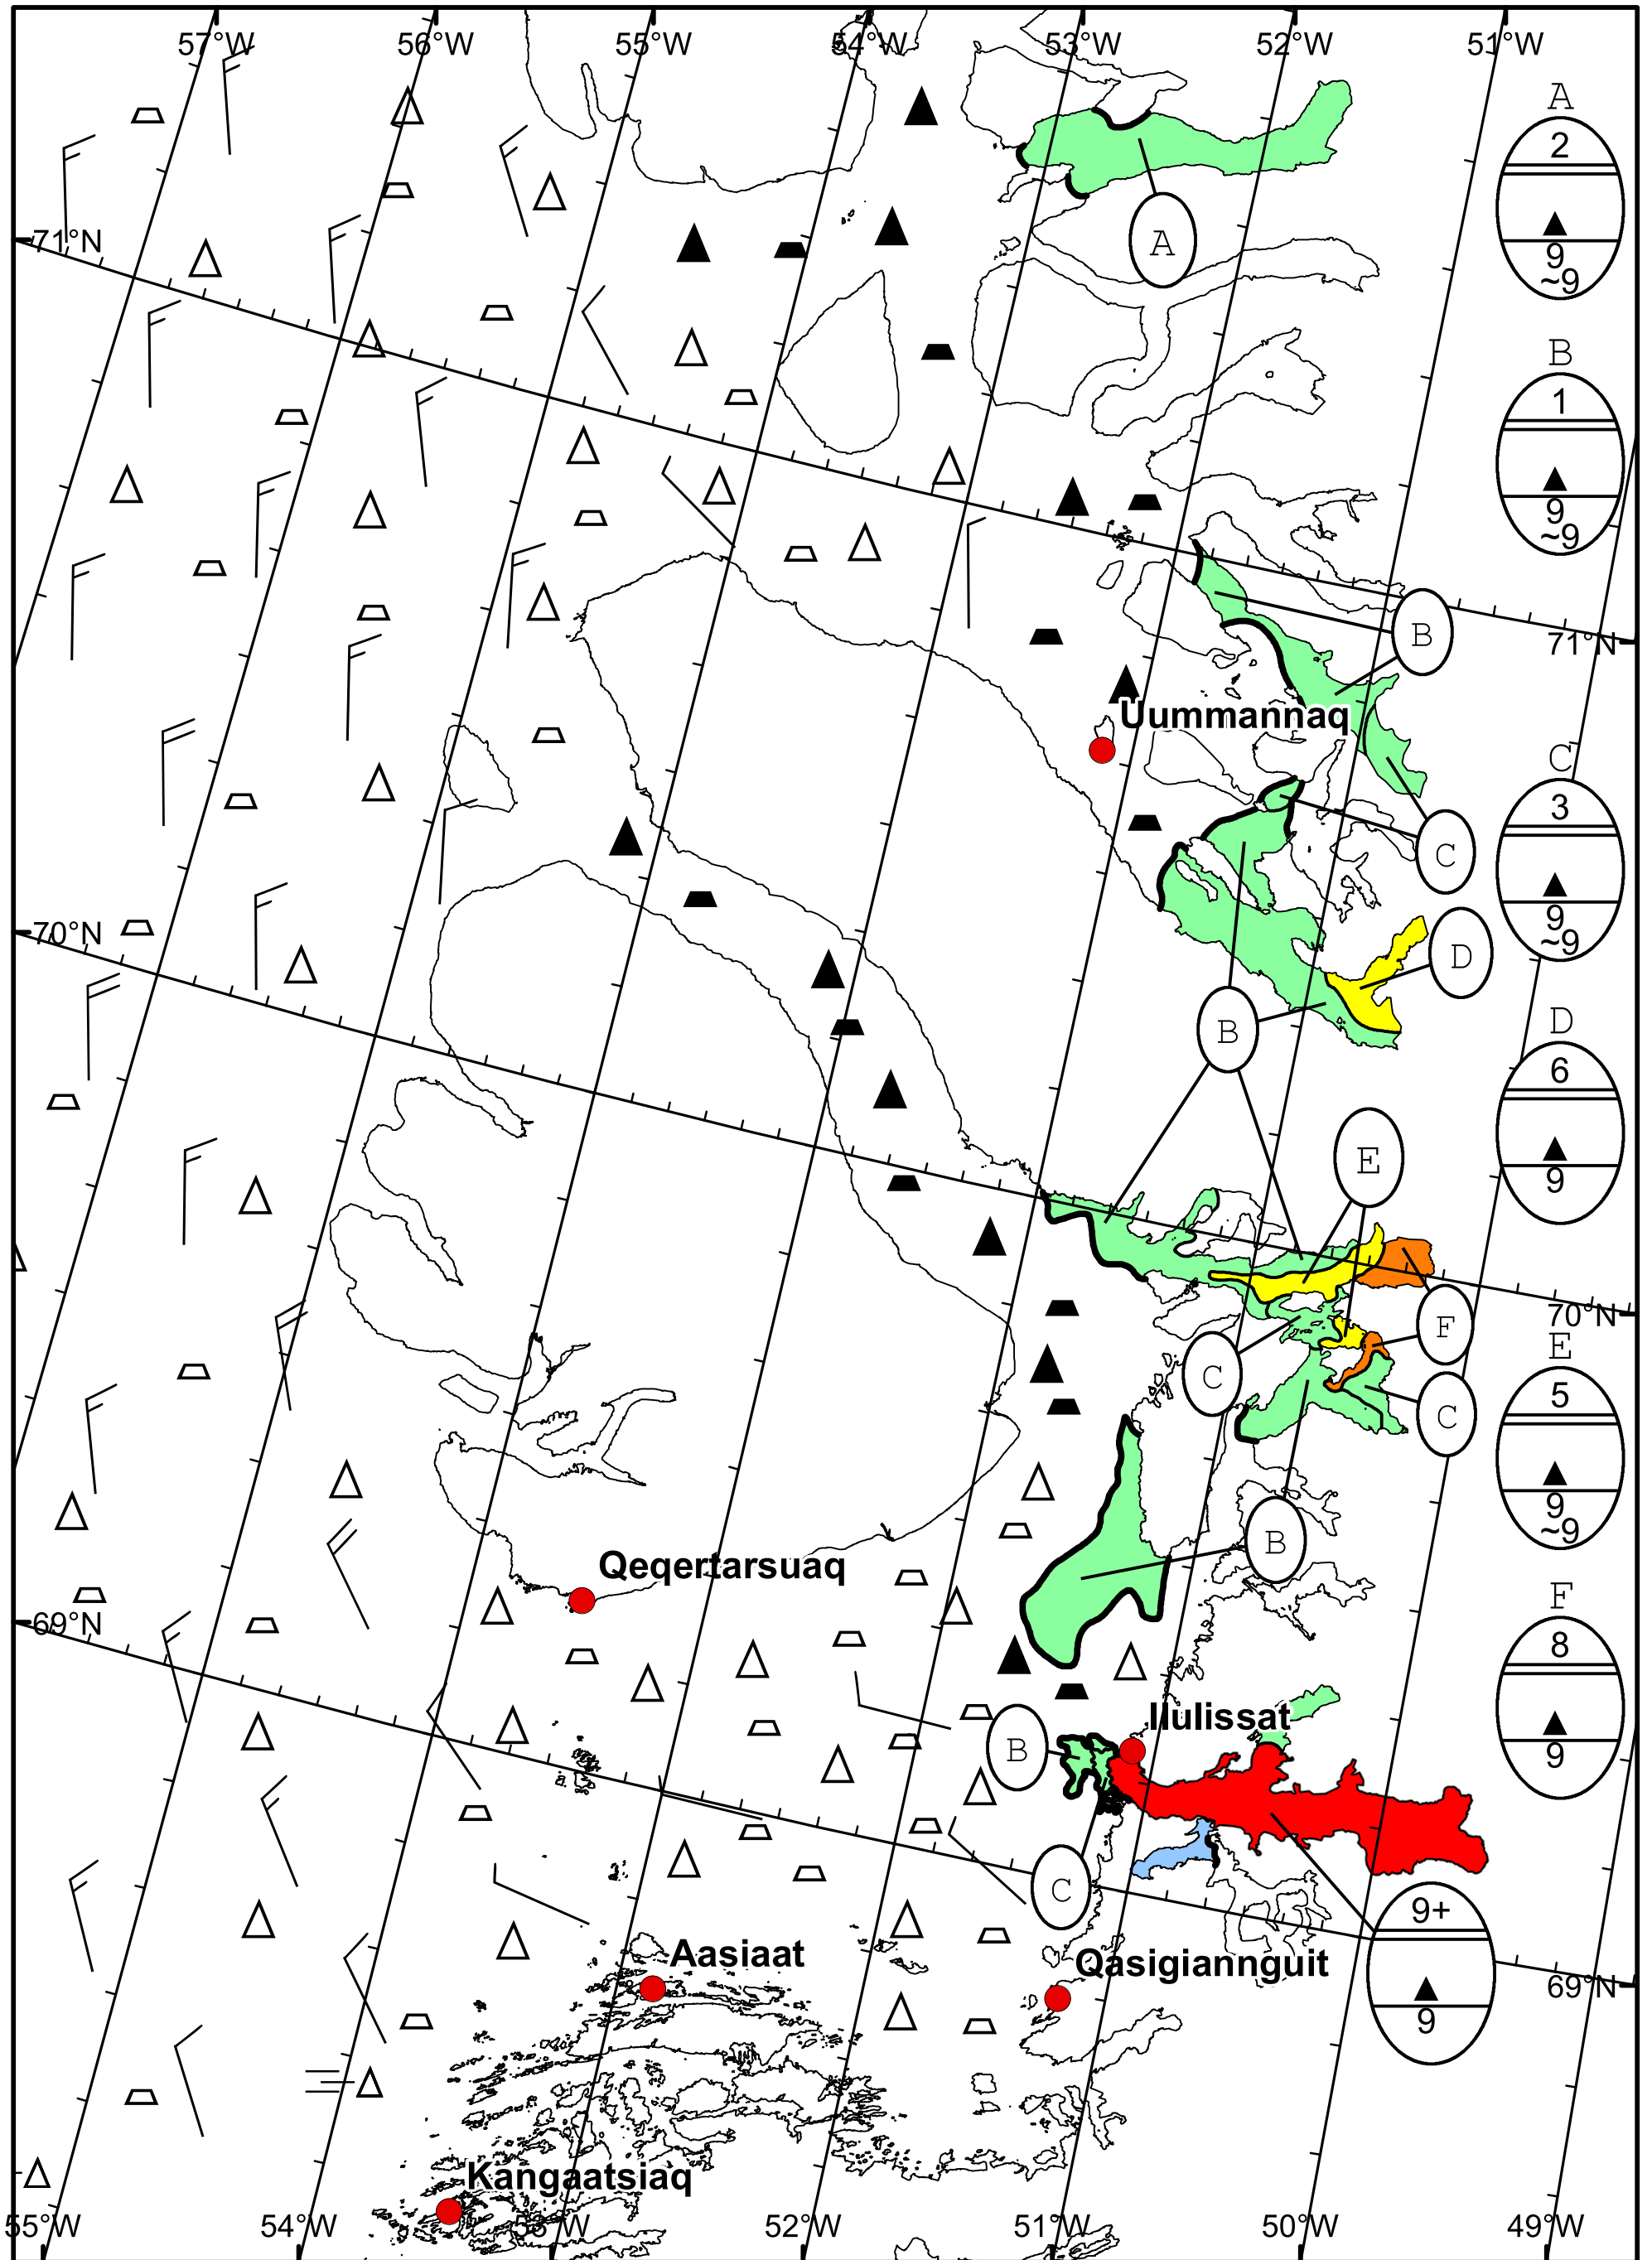 57°W 56°W 55°W 54°W 53°W 52°W 51°W
A
2
9
~9
A
71°N
B
1
9
~9
B
71°N
Uummannaq
C
3
9
~9
C
70°N
D
D
6
9
B
E
70°N
F
E
5
9
~9
C
C
B
Qeqertarsuaq
69°N
F
8
9
Ilulissat
B
C
9+
9
Aasiaat
Qasigiannguit
69°N
Kangaatsiaq
55°W 54°W 53°W 52°W 51°W 50°W 49°W